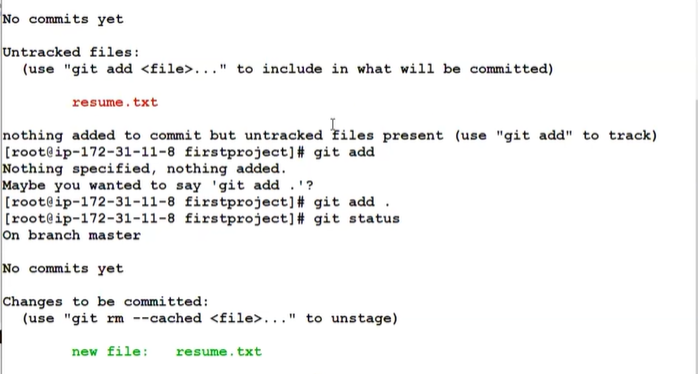 No commits yet
Untracked files:
(use "git add <file>..." to include in what will be committed)
resume.txt
nothing added to commit but untracked files present (use "git add" to track)
[root@ip-172-31-11-8 firstproject]# git add
Nothing specified, nothing added.
Maybe you wanted to say 'git add .'?
[root@ip-172-31-11-8 firstproject]# git add .
[root@ip-172-31-11-8 firstproject]# git status
On branch master
No commits yet
Changes to be committed:
(use "git rm --cached <file>..." to unstage)
new file: resume.txt